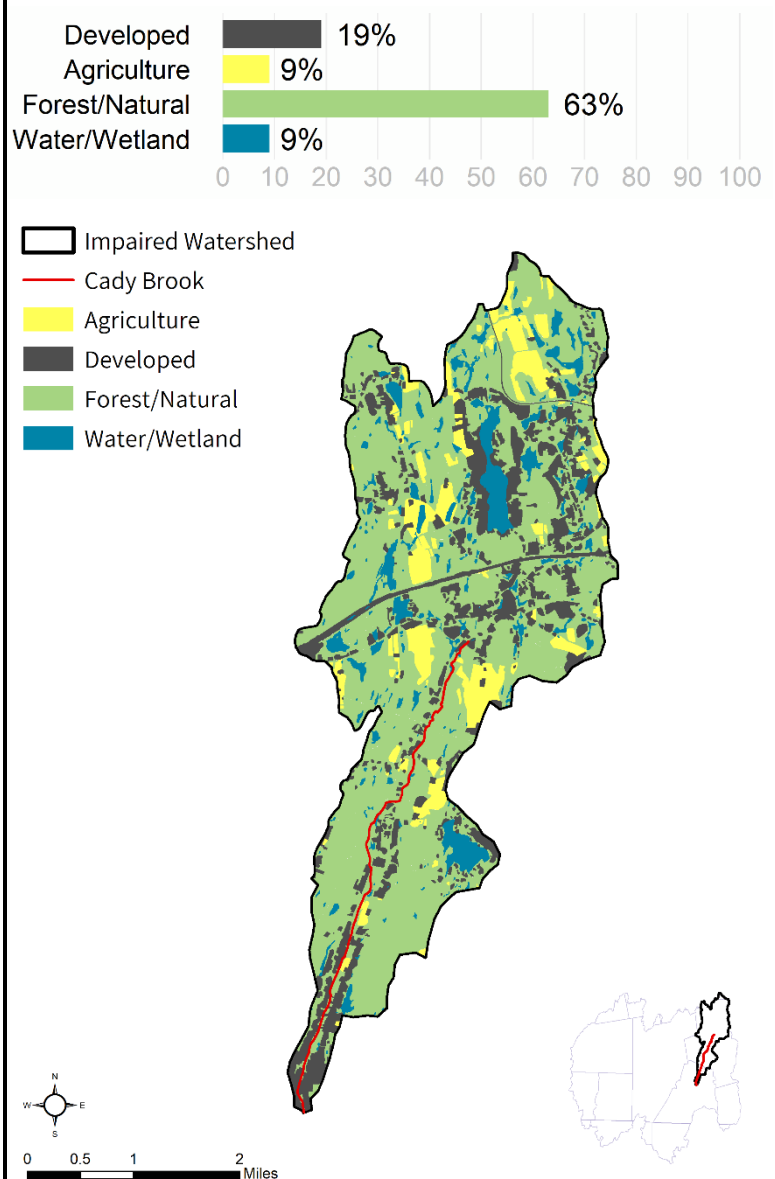 Developed 19%
Agriculture 9%
Forest/Natural 63%
Water/Wetland 9%
0 10 20 30 40 50 60 70 80 90 100
Impaired Watershed
Cady Brook
Agriculture
Developed
Forest/Natural
Water/Wetland
N
W E
S
0 0.5 1 2
Miles